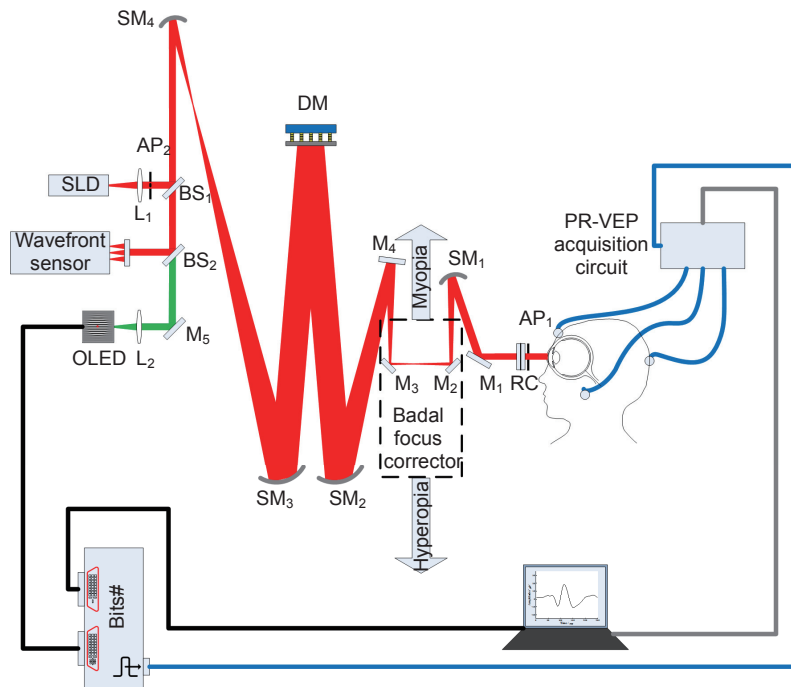 SM4
DM
AP2
SLD
L1
BS1
Wavefront
sensor
BS2
M4
Myopia
SM1
PR-VEP
acquisition
circuit
AP1
OLED
L2
M5
M3
M2
M1
RC
Badal
focus
corrector
SM3
SM2
Hyperopia
Bits#